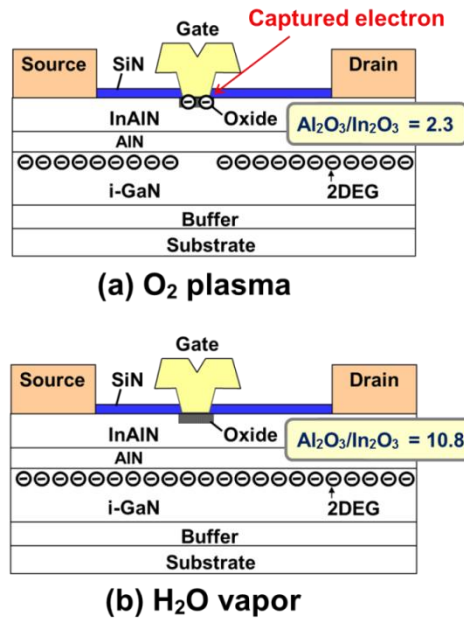 Captured electron
Gate
Source
SiN
Drain
InAlN
Oxide
Al₂O₃/In₂O₃ = 2.3
AlN
i-GaN
2DEG
Buffer
Substrate
(a) O₂ plasma
Gate
Source
SiN
Drain
InAlN
Oxide
Al₂O₃/In₂O₃ = 10.8
AlN
i-GaN
2DEG
Buffer
Substrate
(b) H₂O vapor